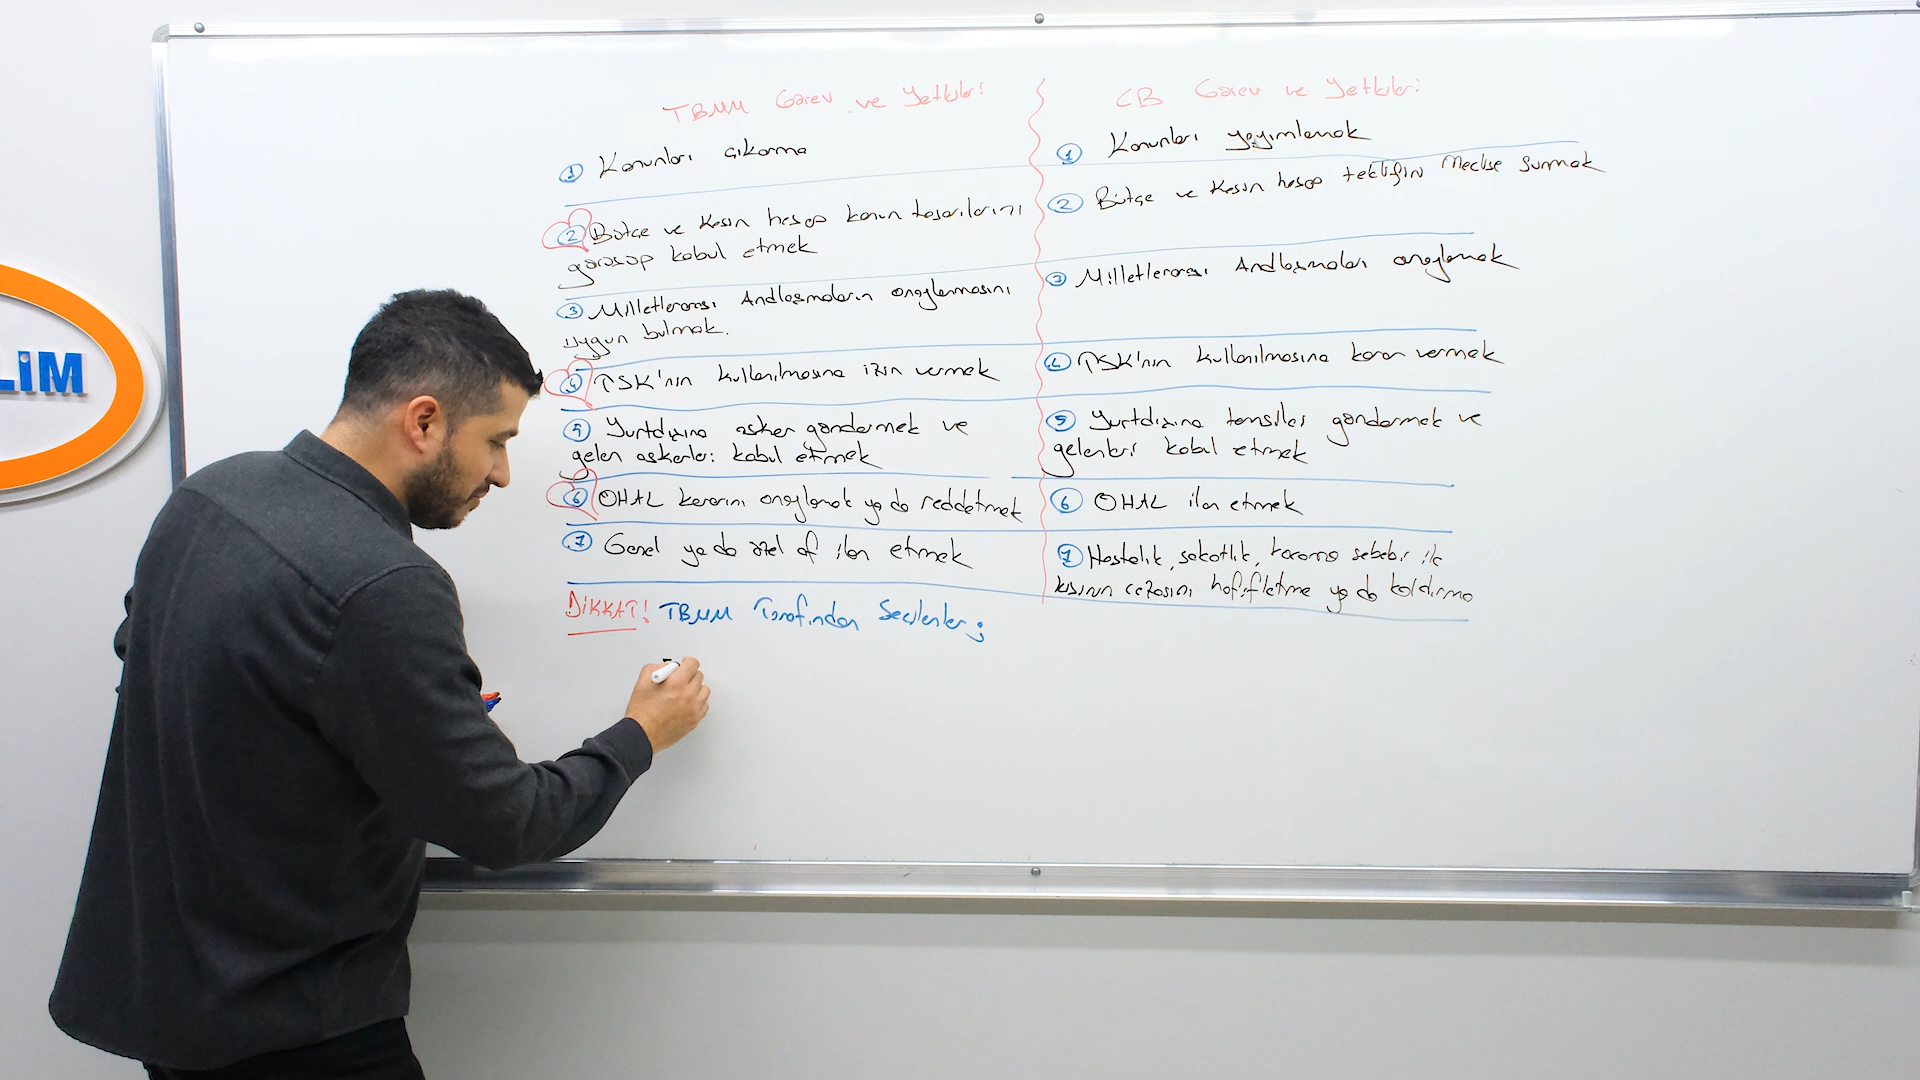 LİM
TBMM Görev ve Yetkileri
① Kanunları çıkarma
② Bütçe ve Kesin hesap kanun tasarılarını
görüşüp kabul etmek
③ Milletlerarası Andlaşmaların onaylanmasını
uygun bulmak.
④ TSK'nın kullanılmasına izin vermek
⑤ Yurtdışına asker göndermek ve
gelen askerleri kabul etmek
⑥ OHAL kararını onaylamak ya da reddetmek
⑦ Genel ya da özel af ilan etmek
DİKKAT! TBMM Tarafından Seçilenler;
CB Görev ve Yetkileri
① Kanunları yayımlamak
② Bütçe ve Kesin hesap teklifini Meclise sunmak
③ Milletlerarası Andlaşmaları onaylamak
④ TSK'nın kullanılmasına karar vermek
⑤ Yurtdışına temsilci göndermek ve
gelenleri kabul etmek
⑥ OHAL ilan etmek
⑦ Hastalık, sakatlık, kocama sebebi ile
kişinin cezasını hafifletme ya da kaldırma